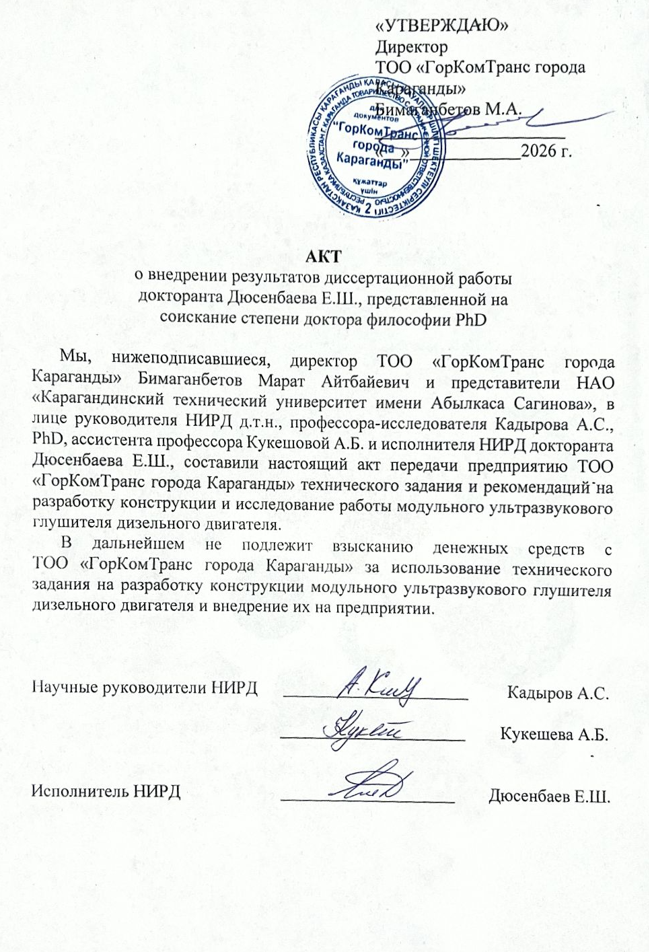 «УТВЕРЖДАЮ»
Директор
ТОО «ГорКомТранс города
Караганды»
Бимаганбетов М.А.
«    »                2026 г.
документов
"ГорКомТранс
города
Караганды"
құжаттар
үшін
2
АКТ
о внедрении результатов диссертационной работы
докторанта Дюсенбаева Е.Ш., представленной на
соискание степени доктора философии PhD
Мы, нижеподписавшиеся, директор ТОО «ГорКомТранс города
Караганды» Бимаганбетов Марат Айтбайевич и представители НАО
«Карагандинский технический университет имени Абылкаса Сагинова», в
лице руководителя НИРД д.т.н., профессора-исследователя Кадырова А.С.,
PhD, ассистента профессора Кукешовой А.Б. и исполнителя НИРД докторанта
Дюсенбаева Е.Ш., составили настоящий акт передачи предприятию ТОО
«ГорКомТранс города Караганды» технического задания и рекомендаций на
разработку конструкции и исследование работы модульного ультразвукового
глушителя дизельного двигателя.
В дальнейшем не подлежит взысканию денежных средств с
ТОО «ГорКомТранс города Караганды» за использование технического
задания на разработку конструкции модульного ультразвукового глушителя
дизельного двигателя и внедрение их на предприятии.
Научные руководители НИРД Кадыров А.С.
Кукешева А.Б.
Исполнитель НИРД Дюсенбаев Е.Ш.